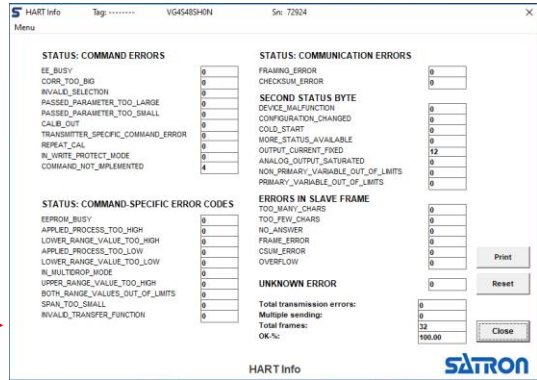 HART Info Tag: -------- VG4S485H0N Sn: 72924
Menu
STATUS: COMMAND ERRORS
EE_BUSY 0
CORR_TOO_BIG 0
INVALID_SELECTION 0
PASSED_PARAMETER_TOO_LARGE 0
PASSED_PARAMETER_TOO_SMALL 0
CALIB_OUT 0
TRANSMITTER_SPECIFIC_COMMAND_ERROR 0
REPEAT_CAL 0
IN_WRITE_PROTECT_MODE 0
COMMAND_NOT_IMPLEMENTED 4
STATUS: COMMAND-SPECIFIC ERROR CODES
EEPROM_BUSY 0
APPLIED_PROCESS_TOO_HIGH 0
LOWER_RANGE_VALUE_TOO_HIGH 0
APPLIED_PROCESS_TOO_LOW 0
LOWER_RANGE_VALUE_TOO_LOW 0
IN_MULTIDROP_MODE 0
UPPER_RANGE_VALUE_TOO_HIGH 0
BOTH_RANGE_VALUES_OUT_OF_LIMITS 0
SPAN_TOO_SMALL 0
INVALID_TRANSFER_FUNCTION 0
STATUS: COMMUNICATION ERRORS
FRAMING_ERROR 0
CHECKSUM_ERROR 0
SECOND STATUS BYTE
DEVICE_MALFUNCTION 0
CONFIGURATION_CHANGED 0
COLD_START 0
MORE_STATUS_AVAILABLE 0
OUTPUT_CURRENT_FIXED 12
ANALOG_OUTPUT_SATURATED 0
NON_PRIMARY_VARIABLE_OUT_OF_LIMITS 0
PRIMARY_VARIABLE_OUT_OF_LIMITS 0
ERRORS IN SLAVE FRAME
TOO_MANY_CHARS 0
TOO_FEW_CHARS 0
NO_ANSWER 0
FRAME_ERROR 0
CSUM_ERROR 0
OVERFLOW 0
UNKNOWN ERROR 0
Total transmission errors: 0
Multiple sending: 0
Total frames: 32
OK-%: 100.00
Print
Reset
Close
HART Info
SATRON